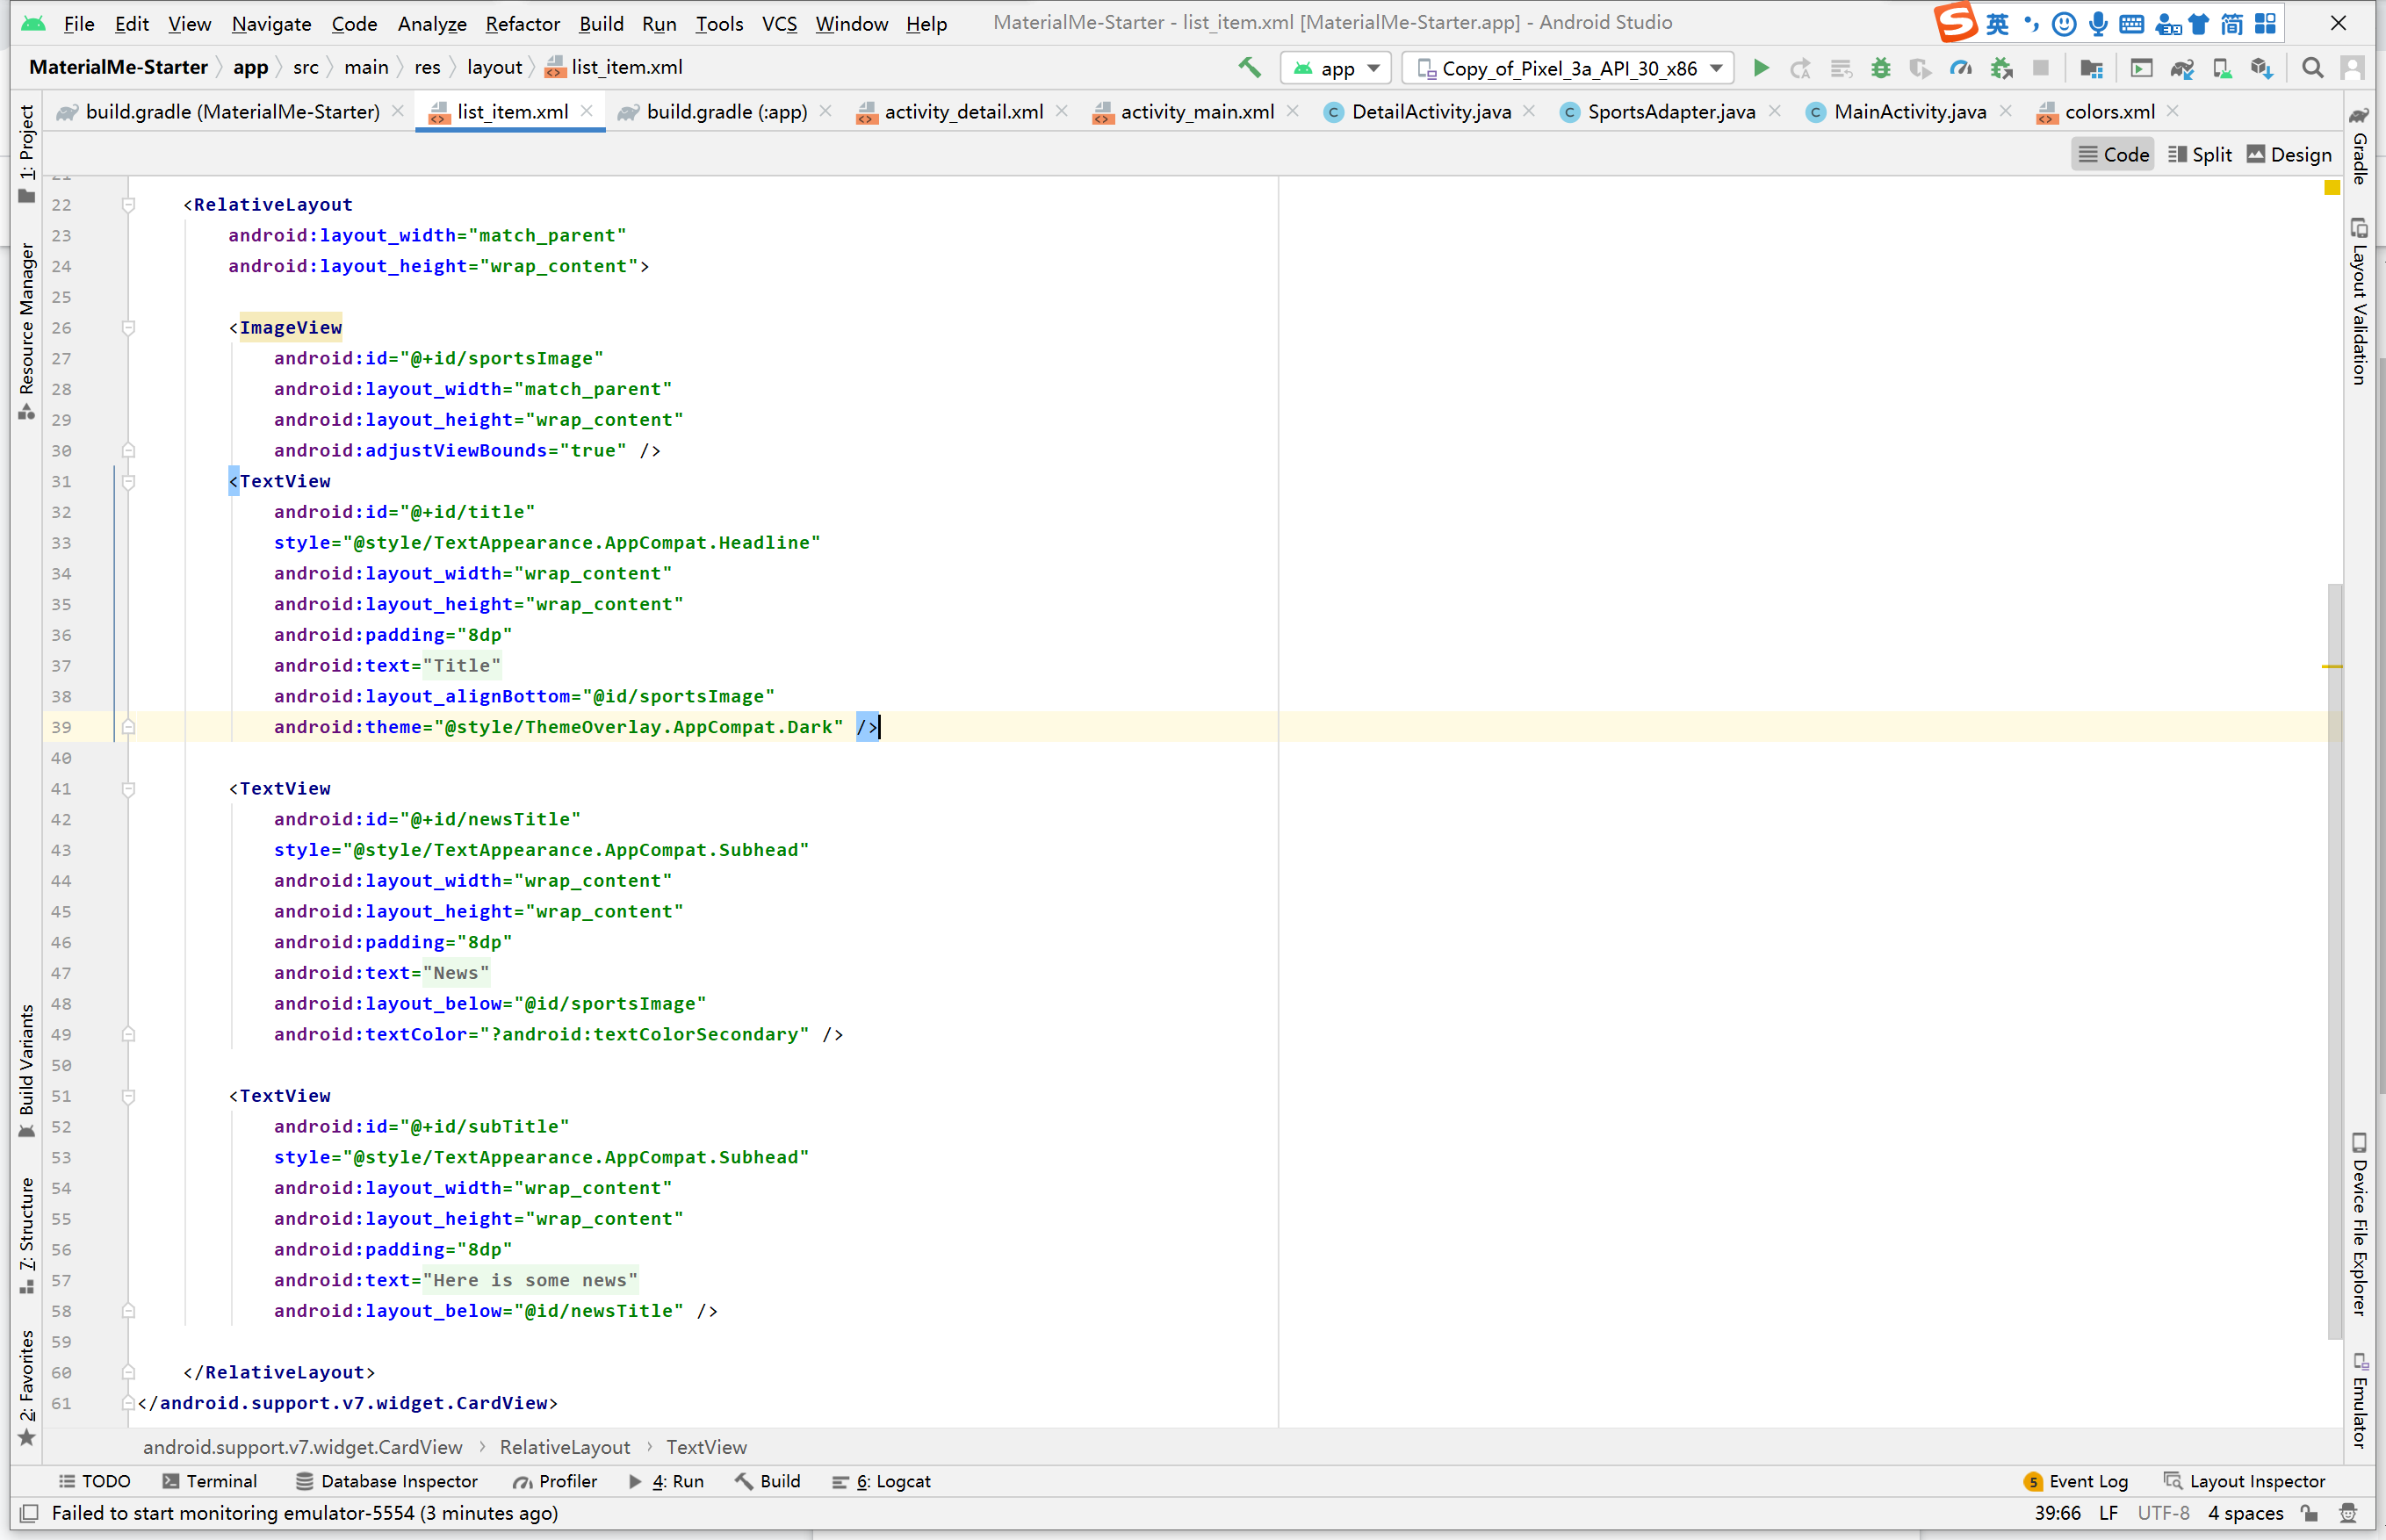 File Edit View Navigate Code Analyze Refactor Build Run Tools VCS Window Help MaterialMe-Starter - list_item.xml [MaterialMe-Starter.app] - Android Studio
英 简
MaterialMe-Starter app src main res layout list_item.xml app Copy_of_Pixel_3a_API_30_x86
build.gradle (MaterialMe-Starter) list_item.xml build.gradle (:app) activity_detail.xml activity_main.xml DetailActivity.java SportsAdapter.java MainActivity.java colors.xml
Code Split Design
1: Project
Resource Manager
Build Variants
7: Structure
2: Favorites
21
22 <RelativeLayout
23 android:layout_width="match_parent"
24 android:layout_height="wrap_content">
25
26 <ImageView
27 android:id="@+id/sportsImage"
28 android:layout_width="match_parent"
29 android:layout_height="wrap_content"
30 android:adjustViewBounds="true" />
31 <TextView
32 android:id="@+id/title"
33 style="@style/TextAppearance.AppCompat.Headline"
34 android:layout_width="wrap_content"
35 android:layout_height="wrap_content"
36 android:padding="8dp"
37 android:text="Title"
38 android:layout_alignBottom="@id/sportsImage"
39 android:theme="@style/ThemeOverlay.AppCompat.Dark" />
40
41 <TextView
42 android:id="@+id/newsTitle"
43 style="@style/TextAppearance.AppCompat.Subhead"
44 android:layout_width="wrap_content"
45 android:layout_height="wrap_content"
46 android:padding="8dp"
47 android:text="News"
48 android:layout_below="@id/sportsImage"
49 android:textColor="?android:textColorSecondary" />
50
51 <TextView
52 android:id="@+id/subTitle"
53 style="@style/TextAppearance.AppCompat.Subhead"
54 android:layout_width="wrap_content"
55 android:layout_height="wrap_content"
56 android:padding="8dp"
57 android:text="Here is some news"
58 android:layout_below="@id/newsTitle" />
59
60 </RelativeLayout>
61 </android.support.v7.widget.CardView>
Gradle
Layout Validation
Device File Explorer
Emulator
android.support.v7.widget.CardView RelativeLayout TextView
TODO Terminal Database Inspector Profiler 4: Run Build 6: Logcat 5 Event Log Layout Inspector
Failed to start monitoring emulator-5554 (3 minutes ago) 39:66 LF UTF-8 4 spaces